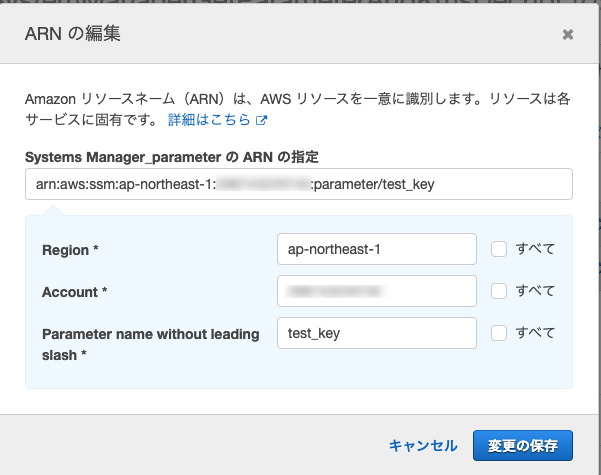 ARN の編集
×
Amazon リソースネーム（ARN）は、AWS リソースを一意に識別します。リソースは各
サービスに固有です。 詳細はこちら
Systems Manager_parameter の ARN の指定
arn:aws:ssm:ap-northeast-1: :parameter/test_key
Region * ap-northeast-1 すべて
Account * すべて
Parameter name without leading test_key すべて
slash *
キャンセル 変更の保存